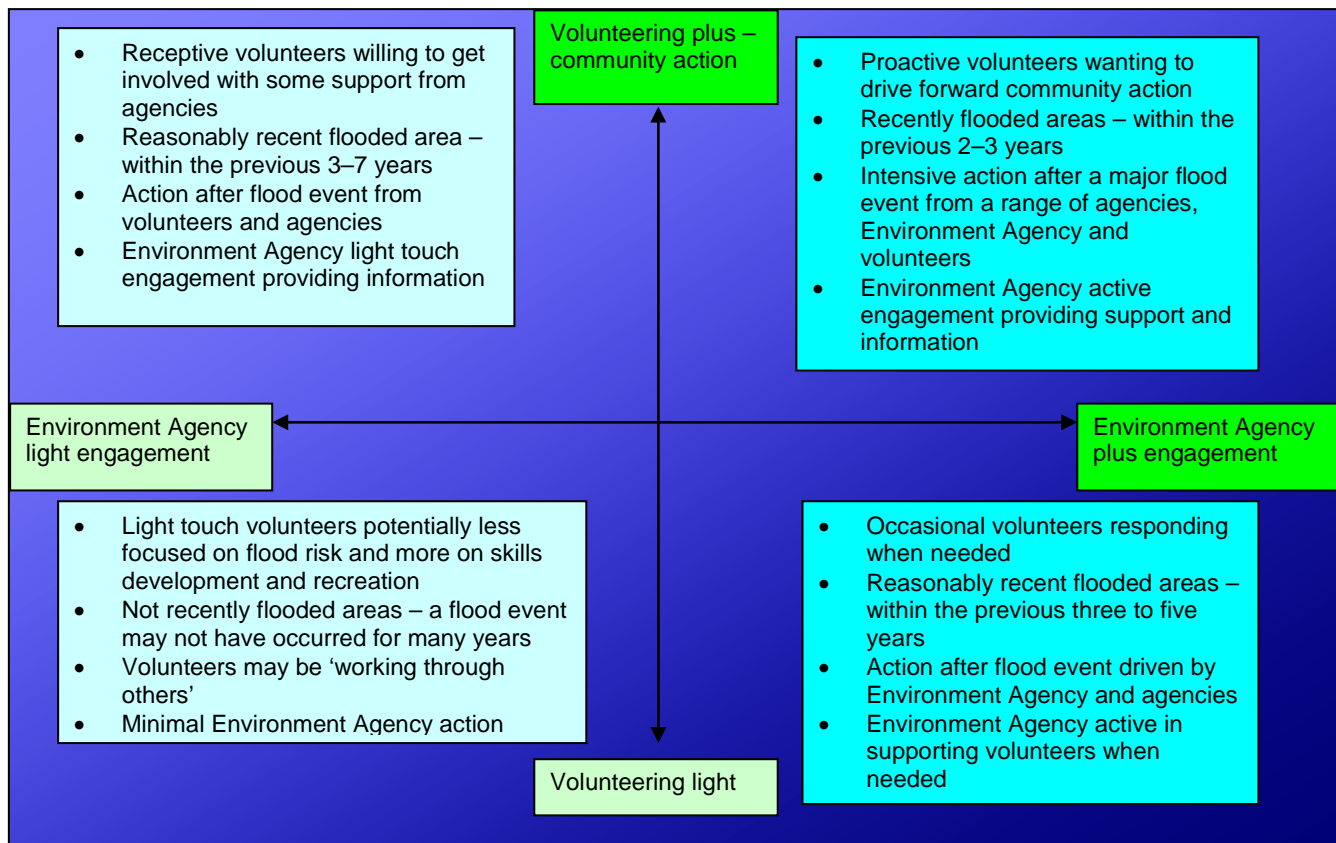 Volunteering plus –
community action
• Receptive volunteers willing to get
involved with some support from
agencies
• Reasonably recent flooded area –
within the previous 3–7 years
• Action after flood event from
volunteers and agencies
• Environment Agency light touch
engagement providing information
• Proactive volunteers wanting to
drive forward community action
• Recently flooded areas – within the
previous 2–3 years
• Intensive action after a major flood
event from a range of agencies,
Environment Agency and
volunteers
• Environment Agency active
engagement providing support and
information
Environment Agency
light engagement
Environment Agency
plus engagement
• Light touch volunteers potentially less
focused on flood risk and more on skills
development and recreation
• Not recently flooded areas – a flood event
may not have occurred for many years
• Volunteers may be ‘working through
others’
• Minimal Environment Agency action
• Occasional volunteers responding
when needed
• Reasonably recent flooded areas –
within the previous three to five
years
• Action after flood event driven by
Environment Agency and agencies
• Environment Agency active in
supporting volunteers when
needed
Volunteering light